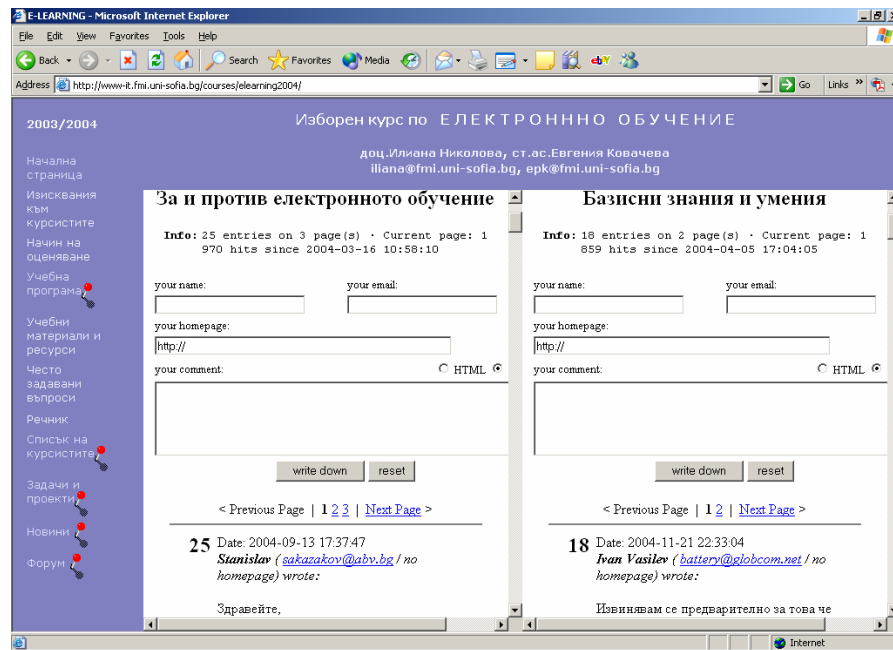 E-LEARNING - Microsoft Internet Explorer
File Edit View Favorites Tools Help
Back Search Favorites Media
Address http://www-it.fmi.uni-sofia.bg/courses/elearning2004/ Go Links »
2003/2004
Изборен курс по ЕЛЕКТРОНННО ОБУЧЕНИЕ
доц.Илиана Николова, ст.ас.Евгения Ковачева
iliana@fmi.uni-sofia.bg, epk@fmi.uni-sofia.bg
Начална
страница
Изисквания
към
курсистите
Начин на
оценяване
Учебна
програма
Учебни
материали и
ресурси
Често
задавани
въпроси
Речник
Списък на
курсистите
Задачи и
проекти
Новини
Форум
За и против електронното обучение
Info: 25 entries on 3 page(s) · Current page: 1
970 hits since 2004-03-16 10:58:10
your name: your email:
your homepage:
http://
your comment: HTML
write down reset
< Previous Page | 1 2 3 | Next Page >
25 Date: 2004-09-13 17:37:47
Stanislav ( sakazakov@abv.bg / no
homepage) wrote:
Здравейте,
Базисни знания и умения
Info: 18 entries on 2 page(s) · Current page: 1
859 hits since 2004-04-05 17:04:05
your name: your email:
your homepage:
http://
your comment: HTML
write down reset
< Previous Page | 1 2 | Next Page >
18 Date: 2004-11-21 22:33:04
Ivan Vasilev ( battery@globcom.net / no
homepage) wrote:
Извинявам се предварително за това че
Internet